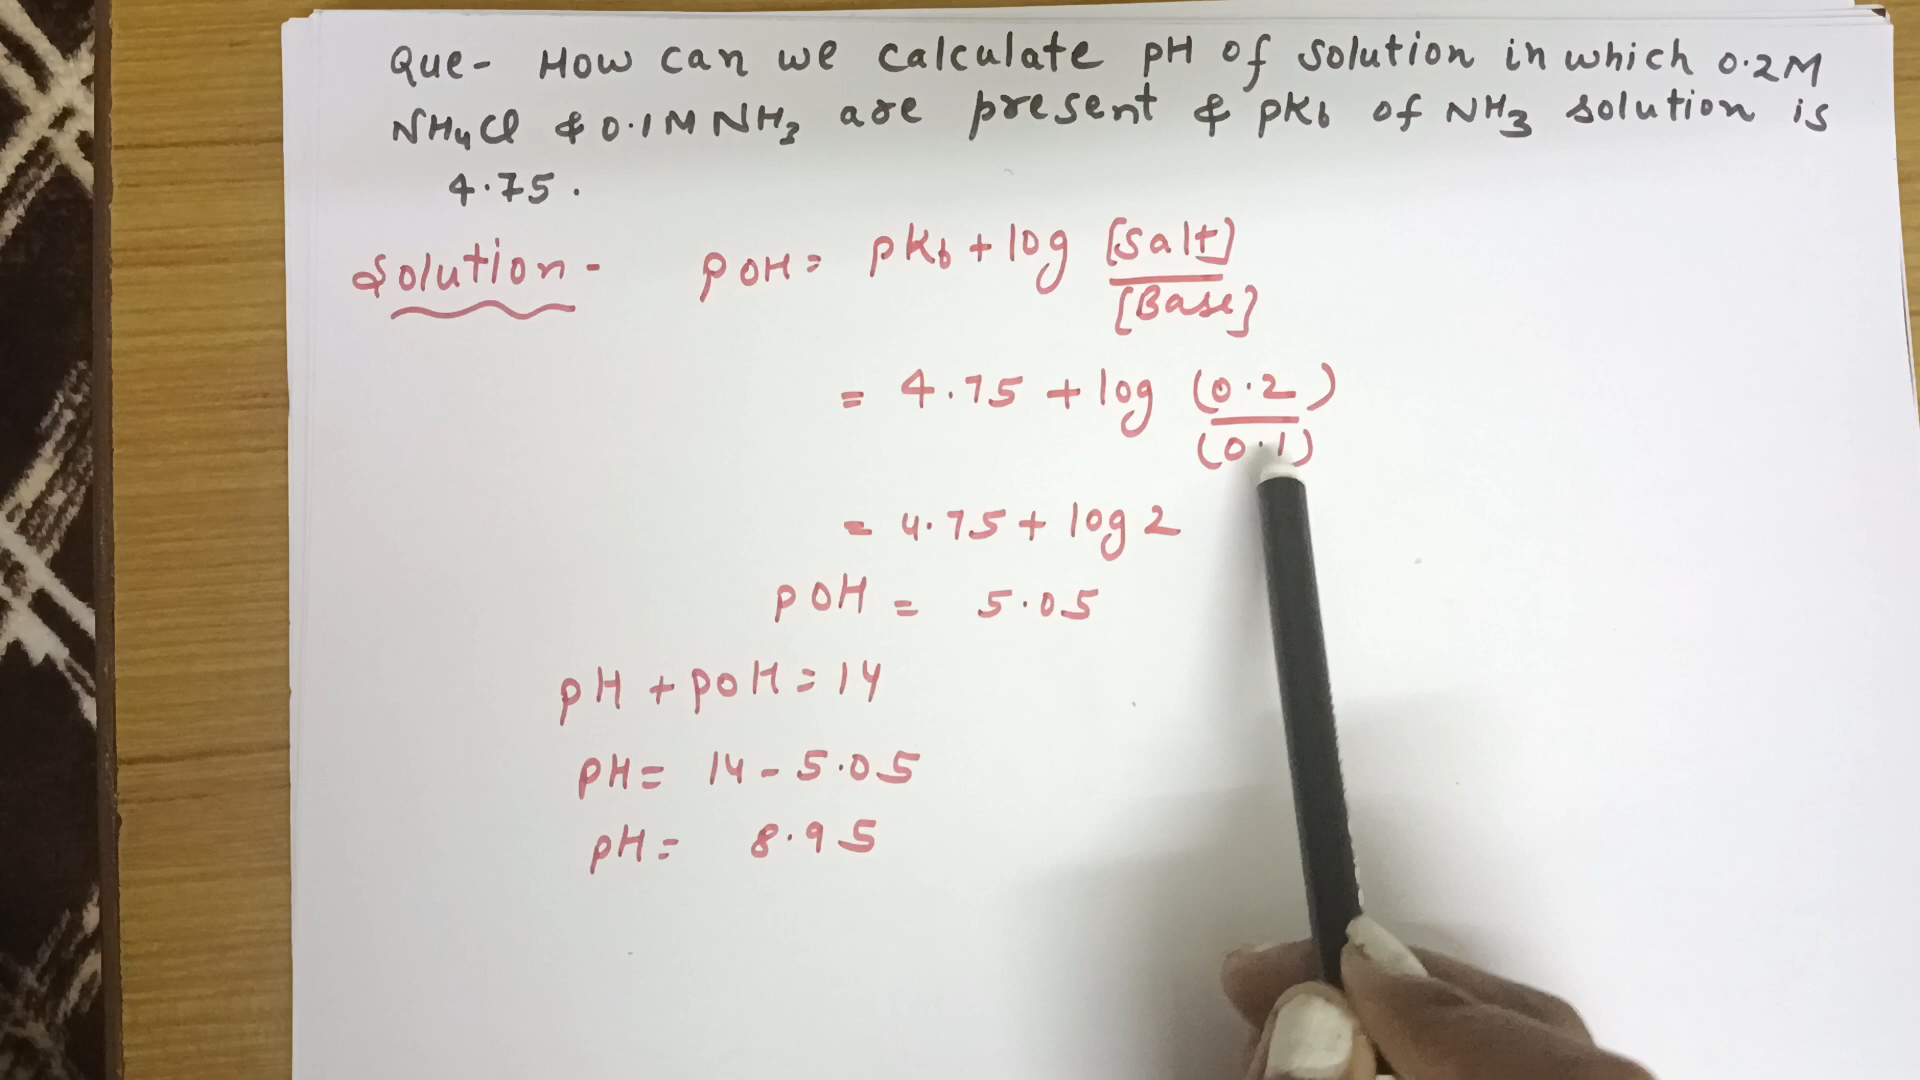 Que- How can we calculate pH of solution in which 0.2M
NH4Cl & 0.1M NH3 are present & pKb of NH3 solution is
4.75.
Solution- pOH = pKb + log [Salt]
[Base]
= 4.75 + log (0.2)
(0.1)
= 4.75 + log 2
pOH = 5.05
pH + pOH = 14
pH = 14 - 5.05
pH = 8.95